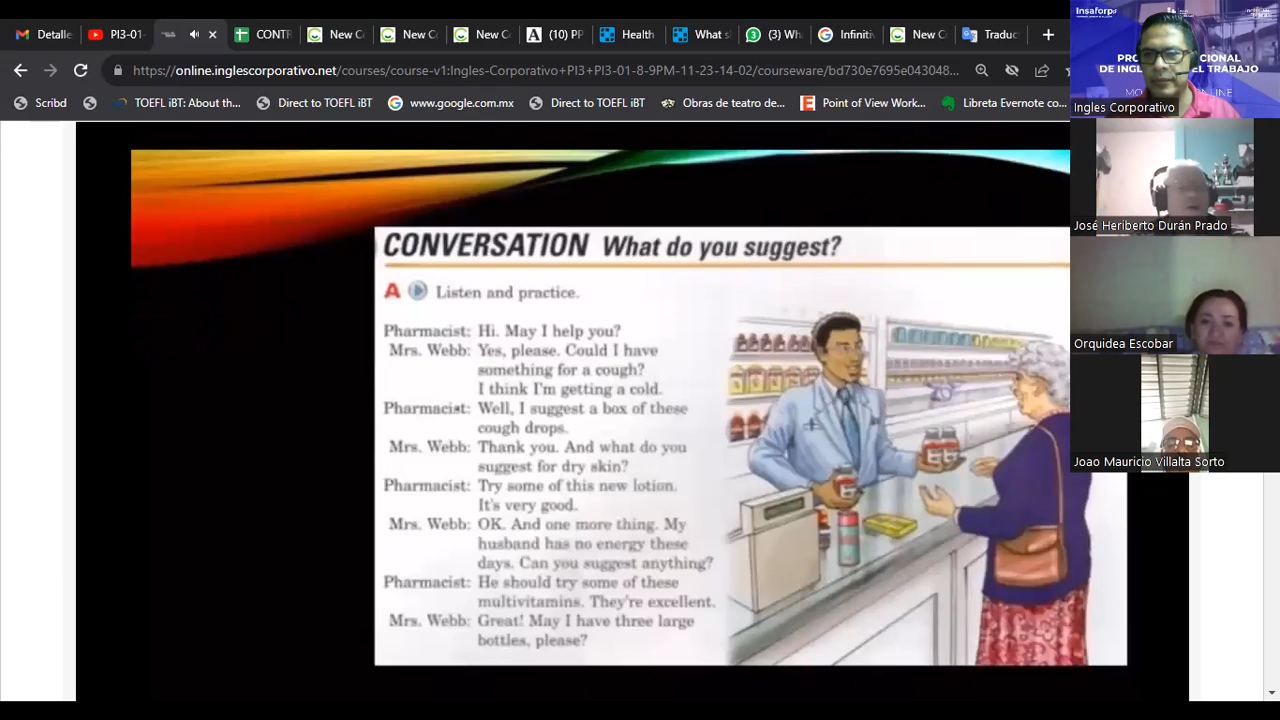 Detalle
PI3-01-
CONTR
New Co
New Co
New Co
(10) PP
Health
What s
(3) Wh
Infiniti
New C
Traduc
https://online.inglescorporativo.net/courses/course-v1:Ingles-Corporativo+PI3+PI3-01-8-9PM-11-23-14-02/courseware/bd730e7695e043048...
Scribd
TOEFL iBT: About th...
Direct to TOEFL iBT
www.google.com.mx
Direct to TOEFL iBT
Obras de teatro de...
Point of View Work...
Libreta Evernote co...
Insaforp
DE INGL
EL TRABAJO
Ingles Corporativo
José Heriberto Durán Prado
Orquidea Escobar
Joao Mauricio Villalta Sorto
CONVERSATION What do you suggest?
A Listen and practice.
Pharmacist: Hi. May I help you?
Mrs. Webb: Yes, please. Could I have
something for a cough?
I think I'm getting a cold.
Pharmacist: Well, I suggest a box of these
cough drops.
Mrs. Webb: Thank you. And what do you
suggest for dry skin?
Pharmacist: Try some of this new lotion.
It's very good.
Mrs. Webb: OK. And one more thing. My
husband has no energy these
days. Can you suggest anything?
Pharmacist: He should try some of these
multivitamins. They're excellent.
Mrs. Webb: Great! May I have three large
bottles, please?